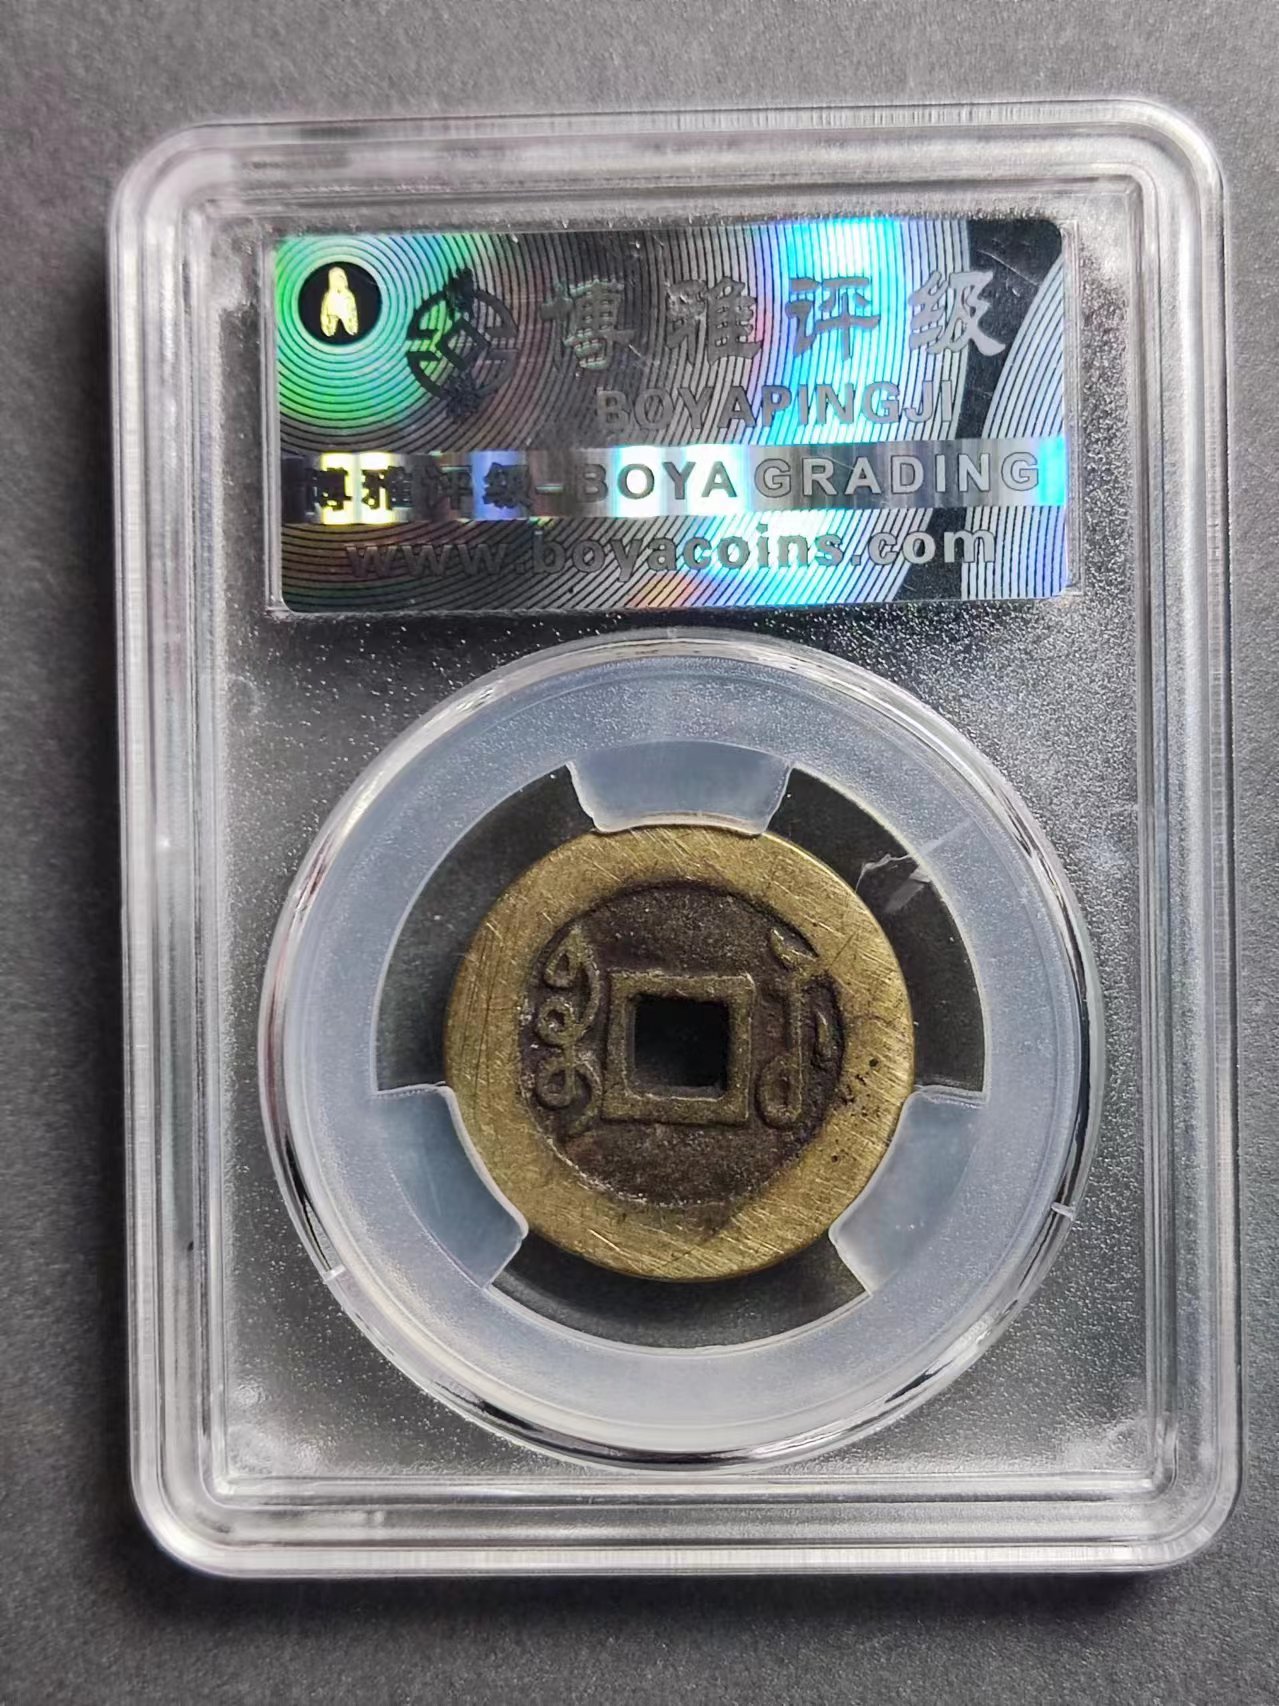 博雅评级
BOYAPINGJI
博雅评级-BOYA GRADING
www.boyacoins.com